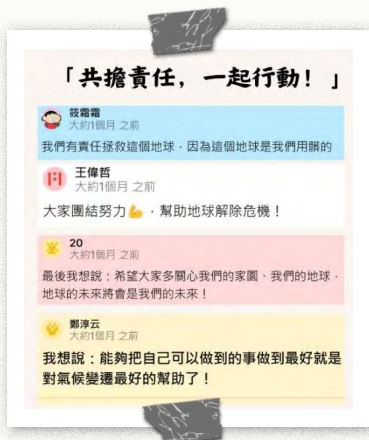 「共擔責任，一起行動！」
筱霜霜
大約1個月 之前
我們有責任拯救這個地球，因為這個地球是我們用髒的
王偉哲
大約1個月 之前
大家團結努力💪，幫助地球解除危機！
20
大約1個月 之前
最後我想說：希望大家多關心我們的家園、我們的地球，
地球的未來將會是我們的未來！
鄭淳云
大約1個月 之前
我想說：能夠把自己可以做到的事做到最好就是
對氣候變遷最好的幫助了！